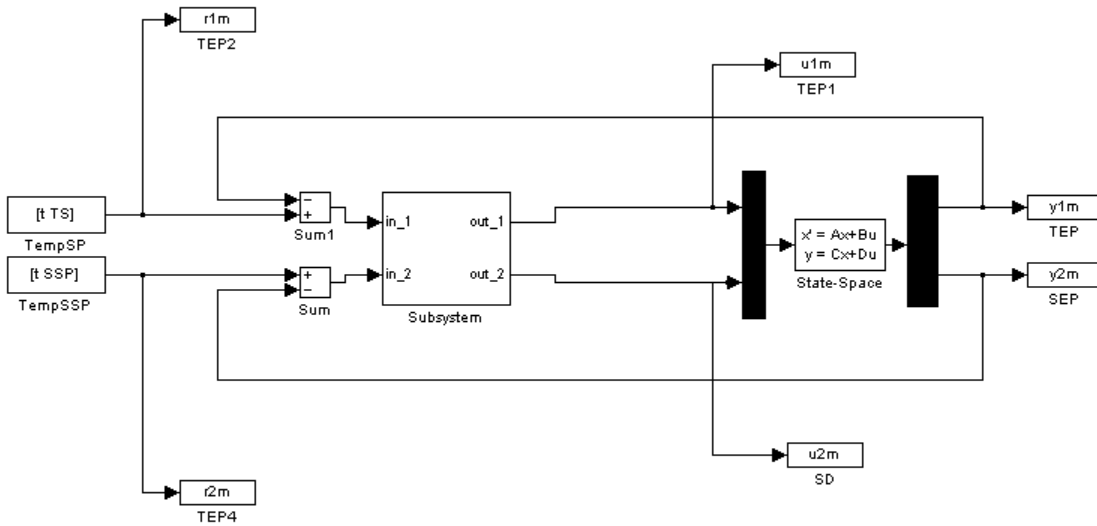 r1m
TEP2
u1m
TEP1
[t TS]
TempSP
−
+
Sum1
in_1
out_1
in_2
out_2
Subsystem
x' = Ax+Bu
y = Cx+Du
State-Space
y1m
TEP
[t SSP]
TempSSP
+
−
Sum
y2m
SEP
u2m
SD
r2m
TEP4